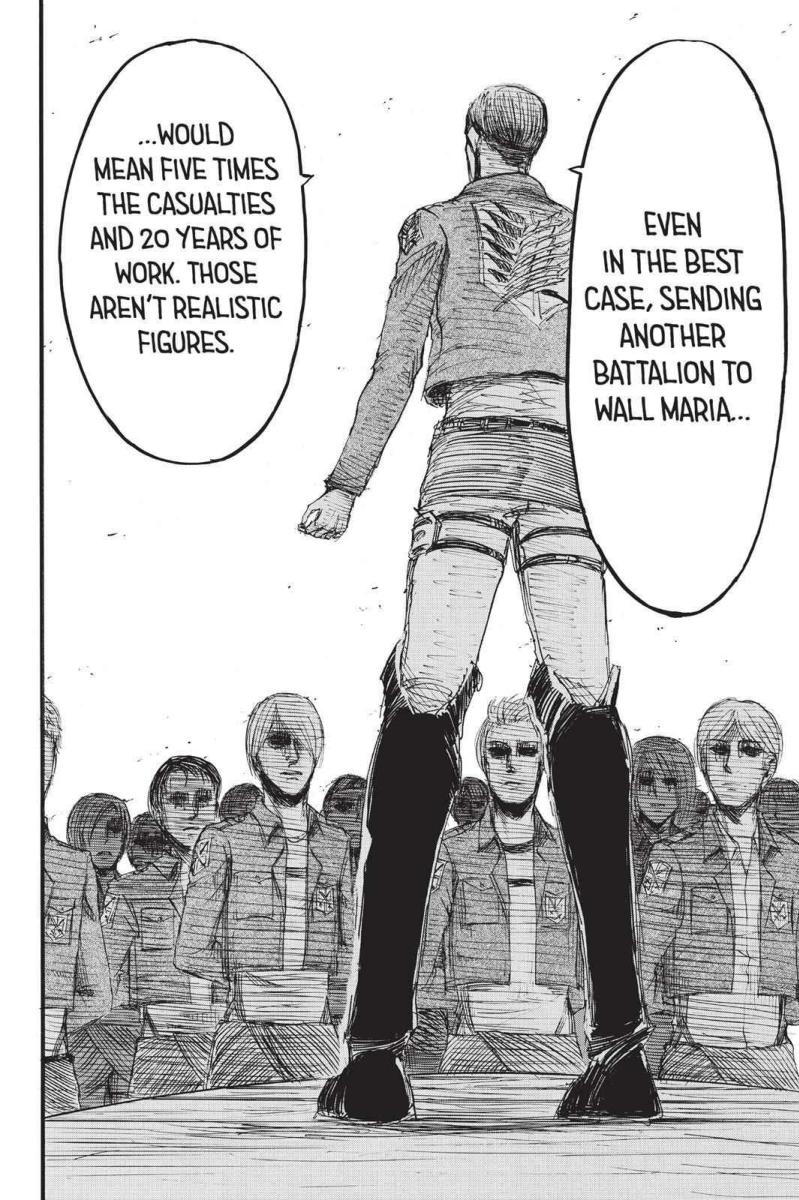 EVEN
IN THE BEST
CASE, SENDING
ANOTHER
BATTALION TO
WALL MARIA...
...WOULD
MEAN FIVE TIMES
THE CASUALTIES
AND 20 YEARS OF
WORK. THOSE
AREN'T REALISTIC
FIGURES.